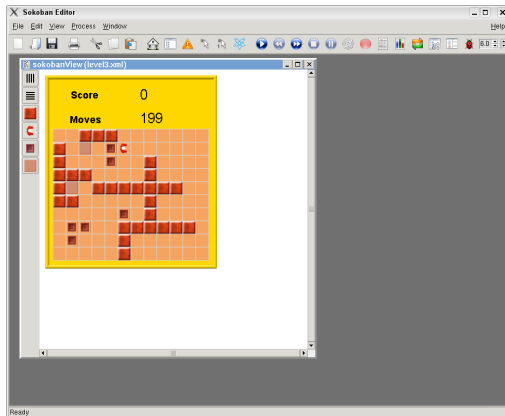 Sokoban Editor
File Edit View Process Window Help
6.0
sokobanView (level3.xml)
Score 0
Moves 199
Ready